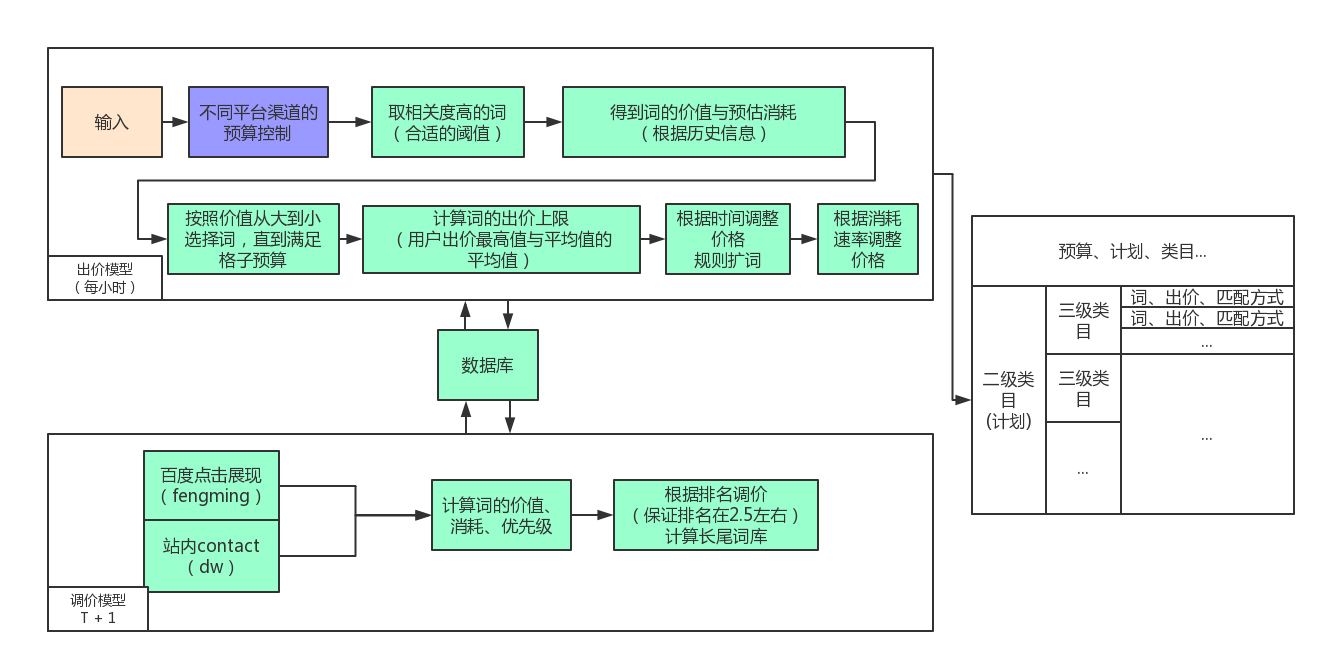 输入
不同平台渠道的
预算控制
取相关度高的词
（合适的阈值）
得到词的价值与预估消耗
（根据历史信息）
按照价值从大到小
选择词，直到满足
格子预算
计算词的出价上限
（用户出价最高值与平均值的
平均值）
根据时间调整
价格
规则扩词
根据消耗
速率调整
价格
出价模型
（每小时）
数据库
百度点击展现
（fengming）
站内contact
（dw）
计算词的价值、
消耗、优先级
根据排名调价
（保证排名在2.5左右）
计算长尾词库
调价模型
T + 1
预算、计划、类目...
二级类
目
(计划)
三级类
目
词、出价、匹配方式
词、出价、匹配方式
...
三级类
目
...
...